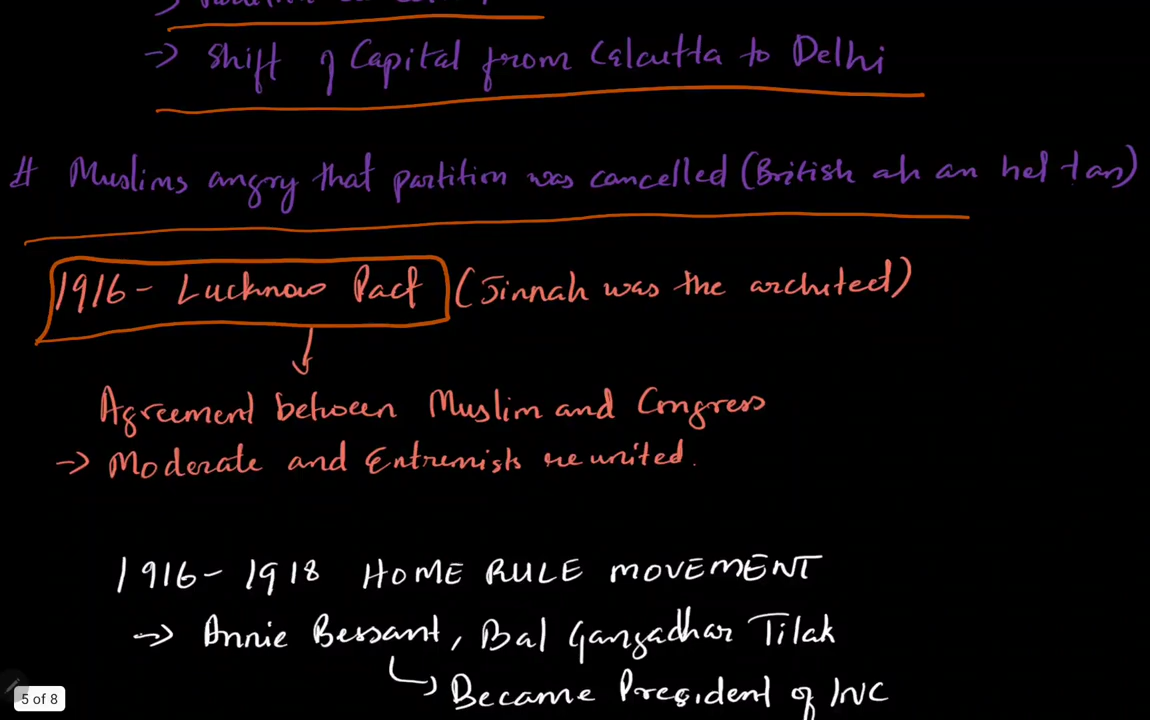 → Shift of Capital from Calcutta to Delhi
# Muslims angry that partition was cancelled (British ah an hel tan)
1916 - Lucknow Pact (Jinnah was the architect)
↓
Agreement between Muslim and Congress
→ Moderate and Extremists reunited.
1916 - 1918 HOME RULE MOVEMENT
→ Annie Bessant, Bal Gangadhar Tilak
↳ Became President of INC
5 of 8